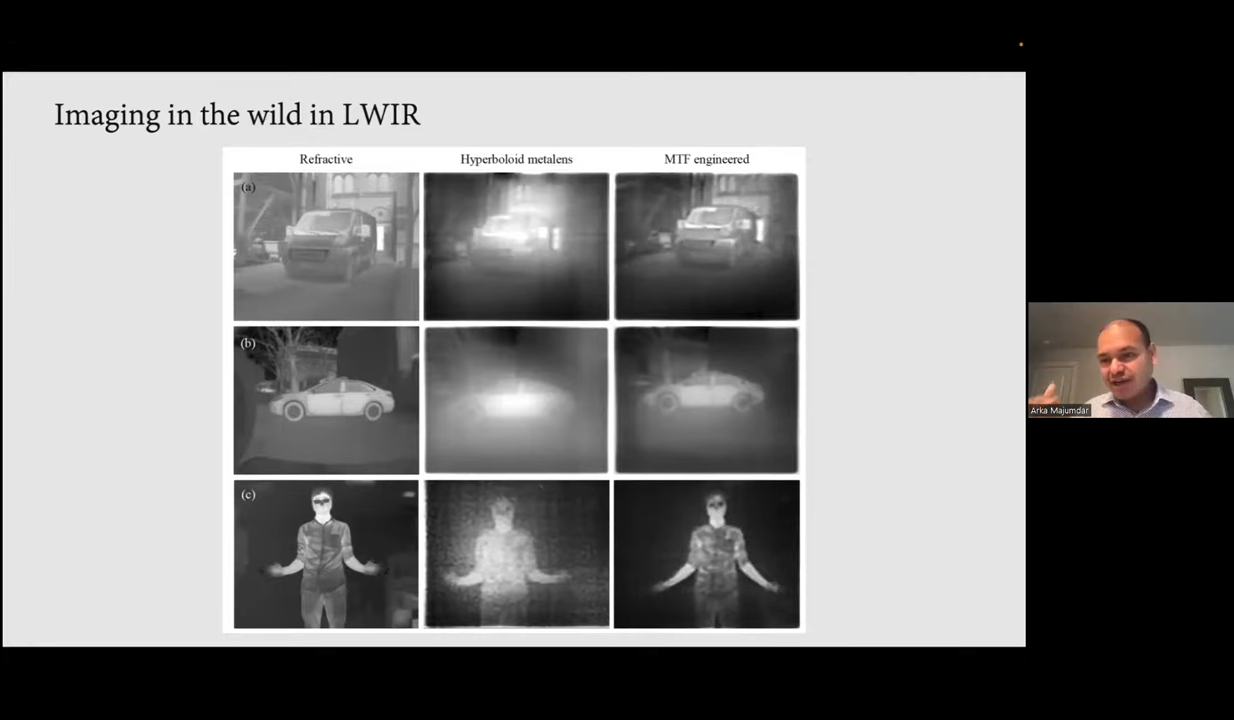 Imaging in the wild in LWIR
Refractive Hyperboloid metalens MTF engineered
(a)
(b)
(c)
Arka Majumdar